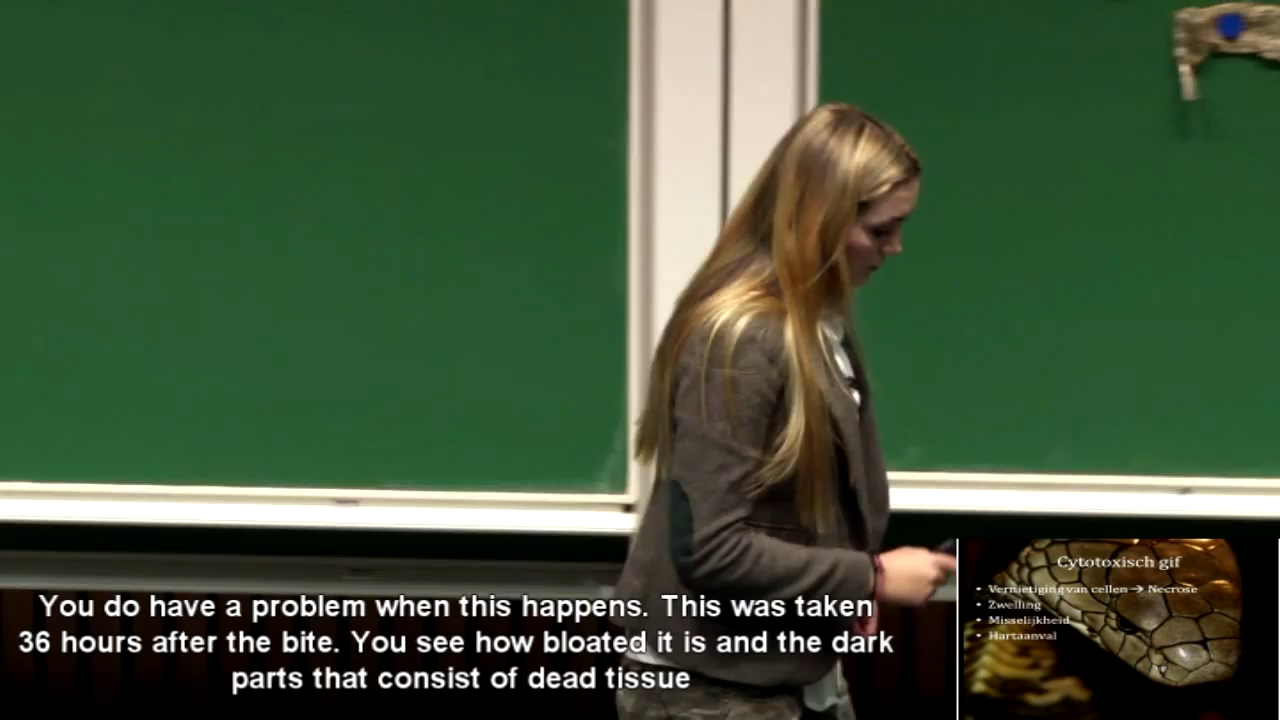 You do have a problem when this happens. This was taken
36 hours after the bite. You see how bloated it is and the dark
parts that consist of dead tissue
Cytotoxisch gif
• Vernietiging van cellen → Necrose
• Zwelling
• Misselijkheid
• Hartaanval